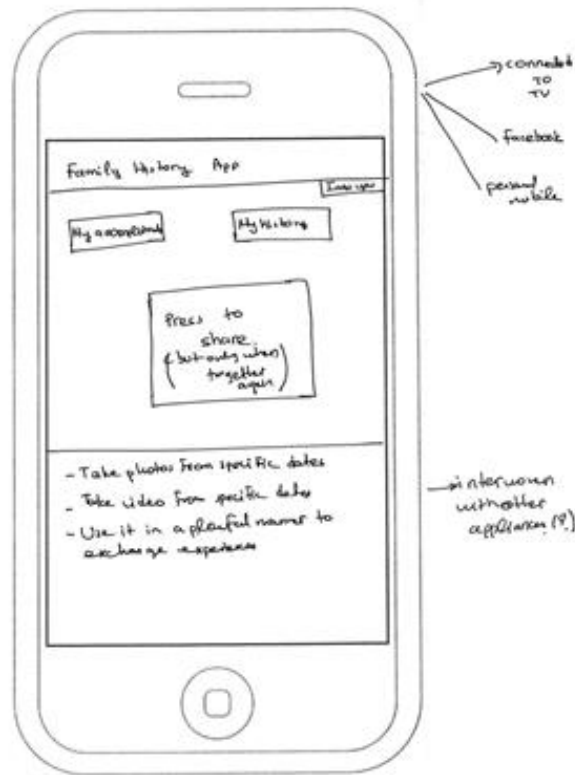 Family History App
My accomplishments
My History
Press to
share
(but only when
together
again)
- Take photos from specific dates
- Take video from specific dates
- Use it in a playful manner to
exchange experience
connected
TO
TV
facebook
personal
mobile
interwoven
with other
appliances (?)